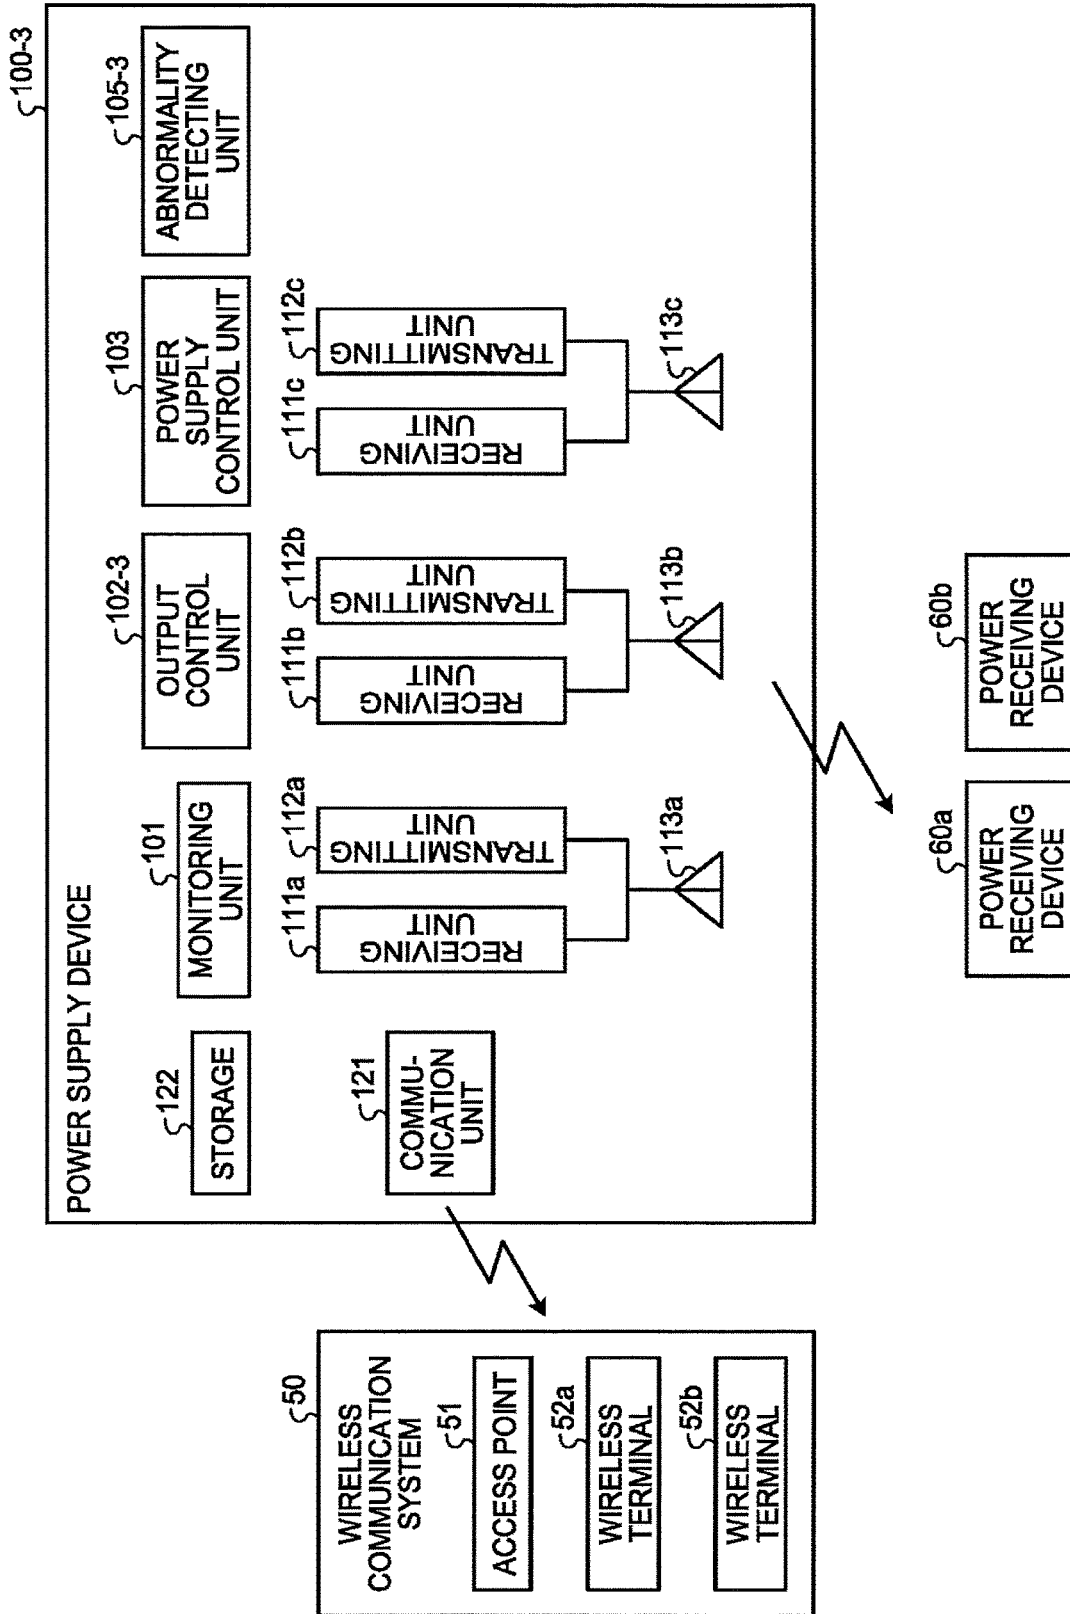 100-3
POWER SUPPLY DEVICE
122
STORAGE
101
MONITORING
UNIT
102-3
OUTPUT
CONTROL
UNIT
103
POWER
SUPPLY
CONTROL UNIT
105-3
ABNORMALITY
DETECTING
UNIT
121
COMMU-
NICATION
UNIT
111a
RECEIVING
UNIT
112a
TRANSMITTING
UNIT
113a
111b
RECEIVING
UNIT
112b
TRANSMITTING
UNIT
113b
111c
RECEIVING
UNIT
112c
TRANSMITTING
UNIT
113c
50
WIRELESS
COMMUNICATION
SYSTEM
51
ACCESS POINT
52a
WIRELESS
TERMINAL
52b
WIRELESS
TERMINAL
60a
POWER
RECEIVING
DEVICE
60b
POWER
RECEIVING
DEVICE